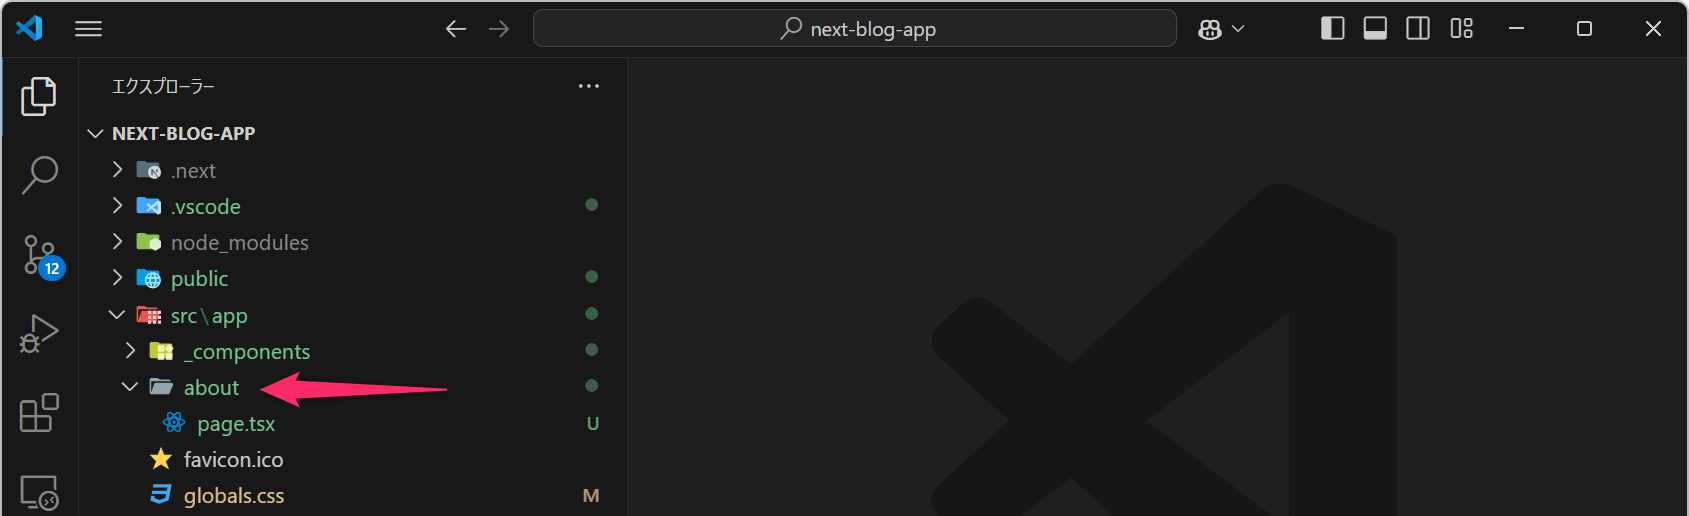 next-blog-app
エクスプローラー
NEXT-BLOG-APP
.next
.vscode
node_modules
12
public
src\app
_components
about
page.tsx U
favicon.ico
globals.css M